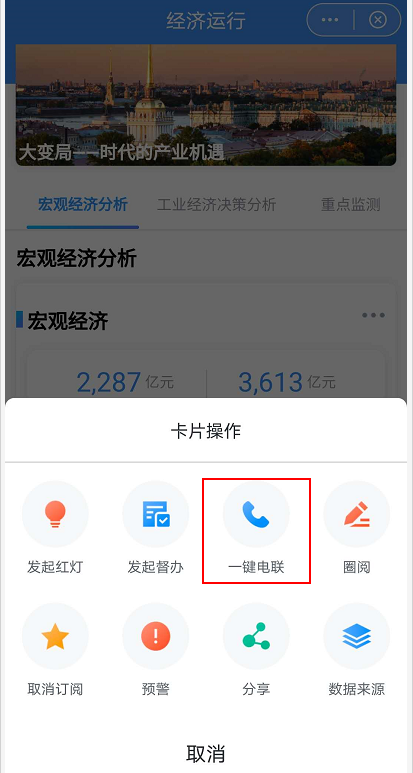 经济运行
大变局——时代的产业机遇
宏观经济分析 工业经济决策分析 重点监测
宏观经济分析
宏观经济
2,287 亿元 3,613 亿元
卡片操作
发起红灯 发起督办 一键电联 圈阅
取消订阅 预警 分享 数据来源
取消